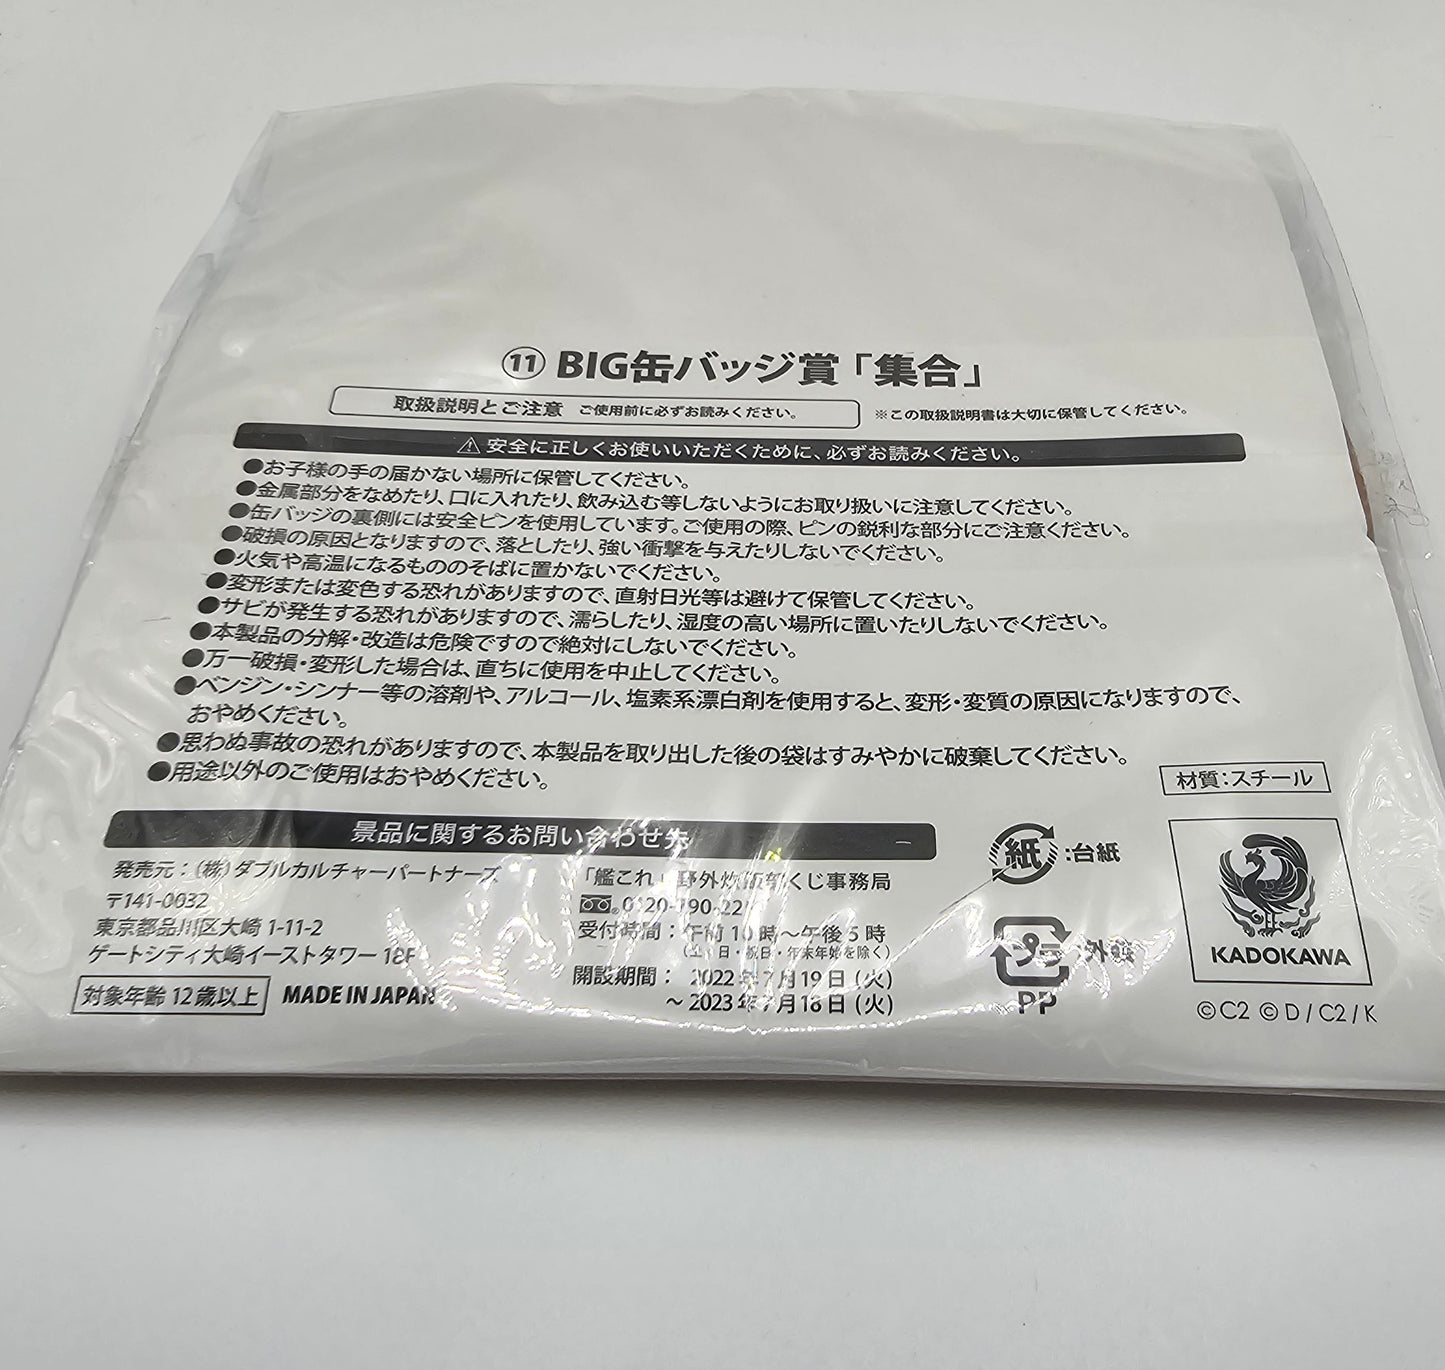 ⑪ BIG缶バッジ賞「集合」
取扱説明とご注意 ご使用前に必ずお読みください。 ※この取扱説明書は大切に保管してください。
⚠安全に正しくお使いいただくために、必ずお読みください。
●お子様の手の届かない場所に保管してください。
●金属部分をなめたり、口に入れたり、飲み込む等しないようにお取り扱いに注意してください。
●缶バッジの裏側には安全ピンを使用しています。ご使用の際、ピンの鋭利な部分にご注意ください。
●破損の原因となりますので、落としたり、強い衝撃を与えたりしないでください。
●火気や高温になるもののそばに置かないでください。
●変形または変色する恐れがありますので、直射日光等は避けて保管してください。
●サビが発生する恐れがありますので、濡らしたり、湿度の高い場所に置いたりしないでください。
●本製品の分解・改造は危険ですので絶対にしないでください。
●万一破損・変形した場合は、直ちに使用を中止してください。
●ベンジン・シンナー等の溶剤や、アルコール、塩素系漂白剤を使用すると、変形・変質の原因になりますので、
おやめください。
●思わぬ事故の恐れがありますので、本製品を取り出した後の袋はすみやかに破棄してください。
●用途以外のご使用はおやめください。
材質：スチール
景品に関するお問い合わせ先
発売元：（株）ダブルカルチャーパートナーズ
〒141-0032
東京都品川区大崎 1-11-2
ゲートシティ大崎イーストタワー 18F
対象年齢 12歳以上 MADE IN JAPAN
「艦これ」野外炊飯部くじ事務局
0120-790-22
受付時間：午前10時～午後5時
（土・日・祝日・年末年始を除く）
開設期間： 2022年7月19日（火）
～2023年7月18日（火）
紙：台紙
プラ：外袋
PP
KADOKAWA
©C2 ©D/C2/K